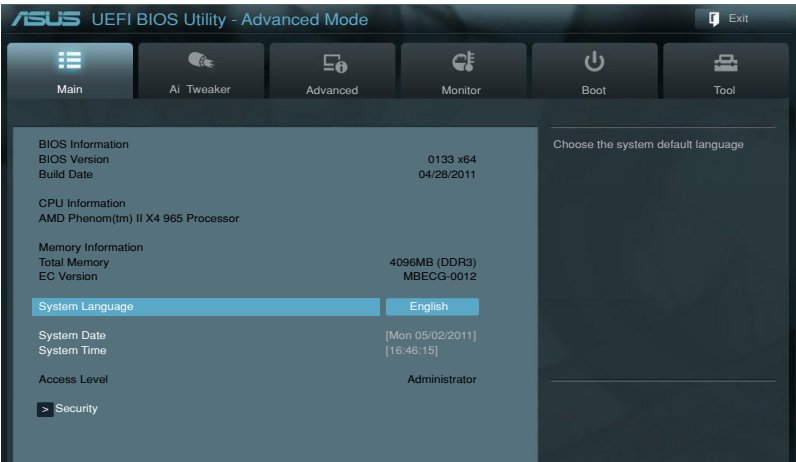 ASUS UEFI BIOS Utility - Advanced Mode Exit
Main Ai Tweaker Advanced Monitor Boot Tool
BIOS Information
BIOS Version 0133 x64
Build Date 04/28/2011
CPU Information
AMD Phenom(tm) II X4 965 Processor
Memory Information
Total Memory 4096MB (DDR3)
EC Version MBECG-0012
System Language English
System Date [Mon 05/02/2011]
System Time [16:46:15]
Access Level Administrator
> Security
Choose the system default language